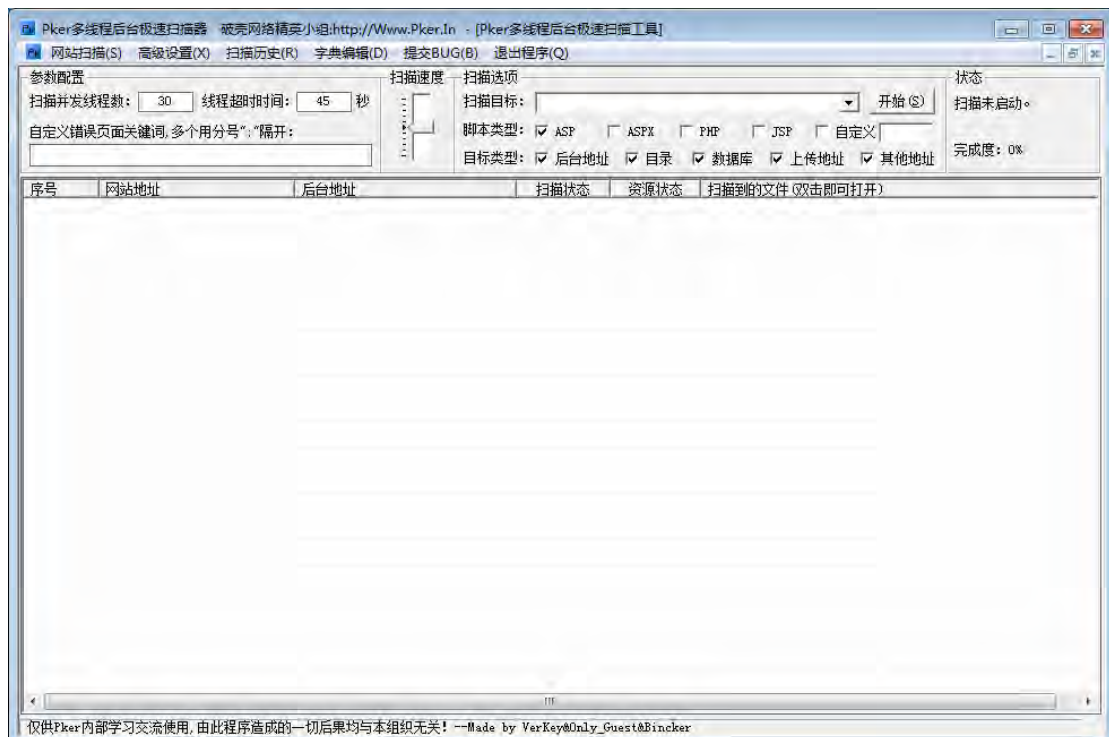 Pker多线程后台极速扫描器 破壳网络精英小组:http://Www.Pker.In - [Pker多线程后台极速扫描工具]
网站扫描(S) 高级设置(X) 扫描历史(R) 字典编辑(D) 提交BUG(B) 退出程序(Q)
参数配置 扫描速度 扫描选项 状态
扫描并发线程数: 30 线程超时时间: 45 秒 扫描目标: 开始(S) 扫描未启动。
自定义错误页面关键词,多个用分号";"隔开: 脚本类型: ASP ASPX PHP JSP 自定义
目标类型: 后台地址 目录 数据库 上传地址 其他地址 完成度: 0%
序号 网站地址 后台地址 扫描状态 资源状态 扫描到的文件(双击即可打开)
仅供Pker内部学习交流使用,由此程序造成的一切后果均与本组织无关! --Made by VerKey&Only_Guest&Bincker